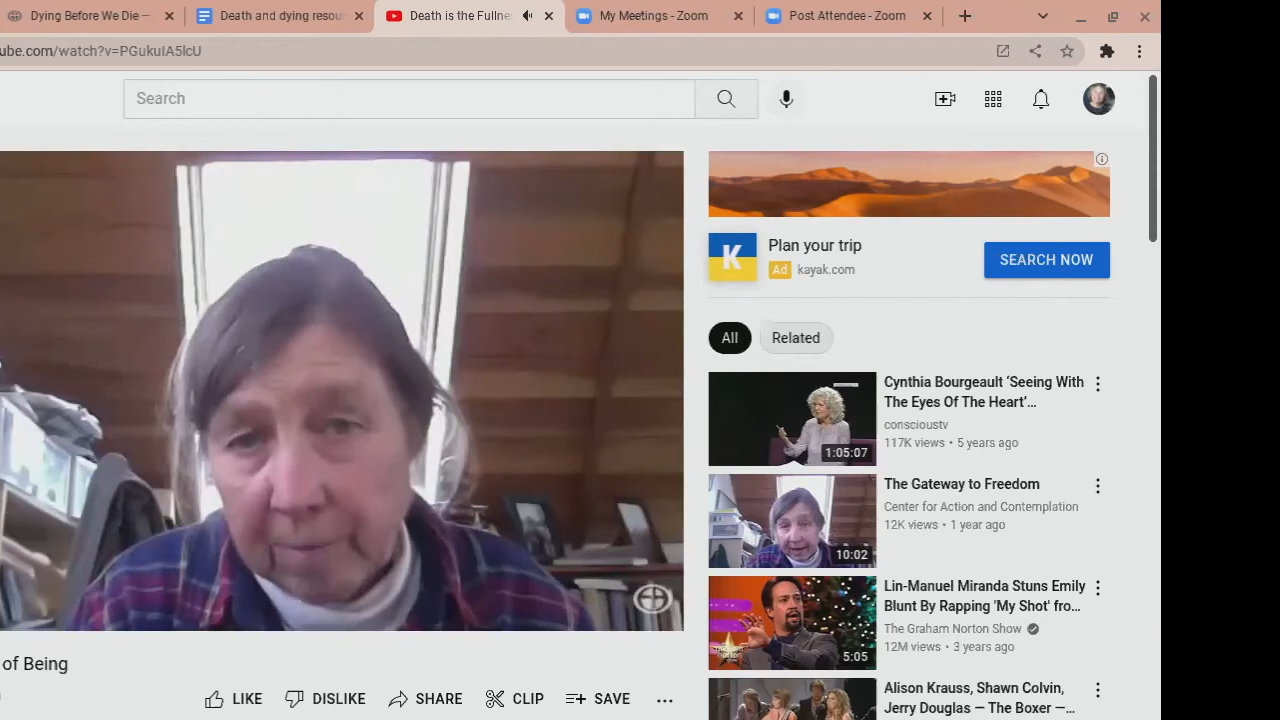 Dying Before We Die —
Death and dying resou
Death is the Fullne
My Meetings - Zoom
Post Attendee - Zoom
ube.com/watch?v=PGukuIA5lcU
Search
K
Plan your trip
Ad kayak.com
SEARCH NOW
All
Related
Cynthia Bourgeault ‘Seeing With
The Eyes Of The Heart’…
conscioustv
117K views • 5 years ago
1:05:07
The Gateway to Freedom
Center for Action and Contemplation
12K views • 1 year ago
10:02
Lin-Manuel Miranda Stuns Emily
Blunt By Rapping 'My Shot' fro…
The Graham Norton Show
12M views • 3 years ago
5:05
of Being
LIKE
DISLIKE
SHARE
CLIP
SAVE
Alison Krauss, Shawn Colvin,
Jerry Douglas — The Boxer —…